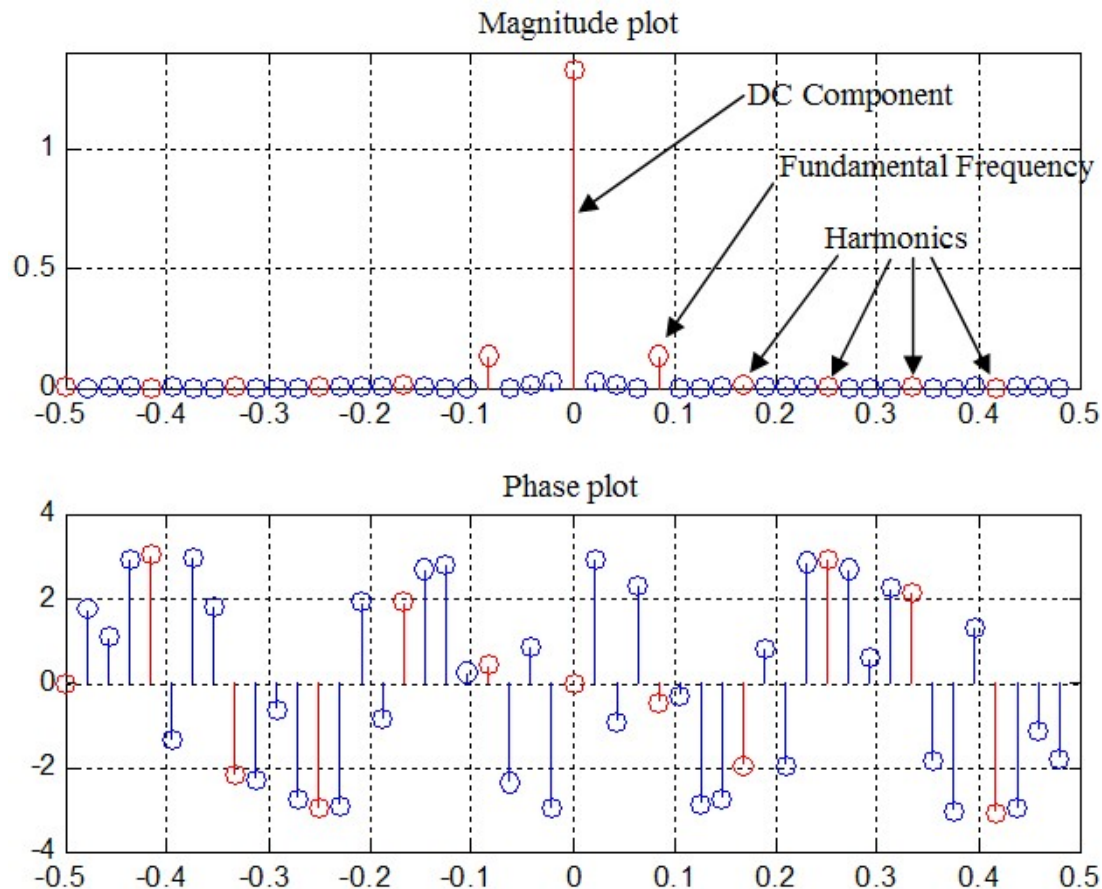 Magnitude plot
DC Component
1
Fundamental Frequency
Harmonics
0.5
0
-0.5 -0.4 -0.3 -0.2 -0.1 0 0.1 0.2 0.3 0.4 0.5
Phase plot
4
2
0
-2
-4
-0.5 -0.4 -0.3 -0.2 -0.1 0 0.1 0.2 0.3 0.4 0.5